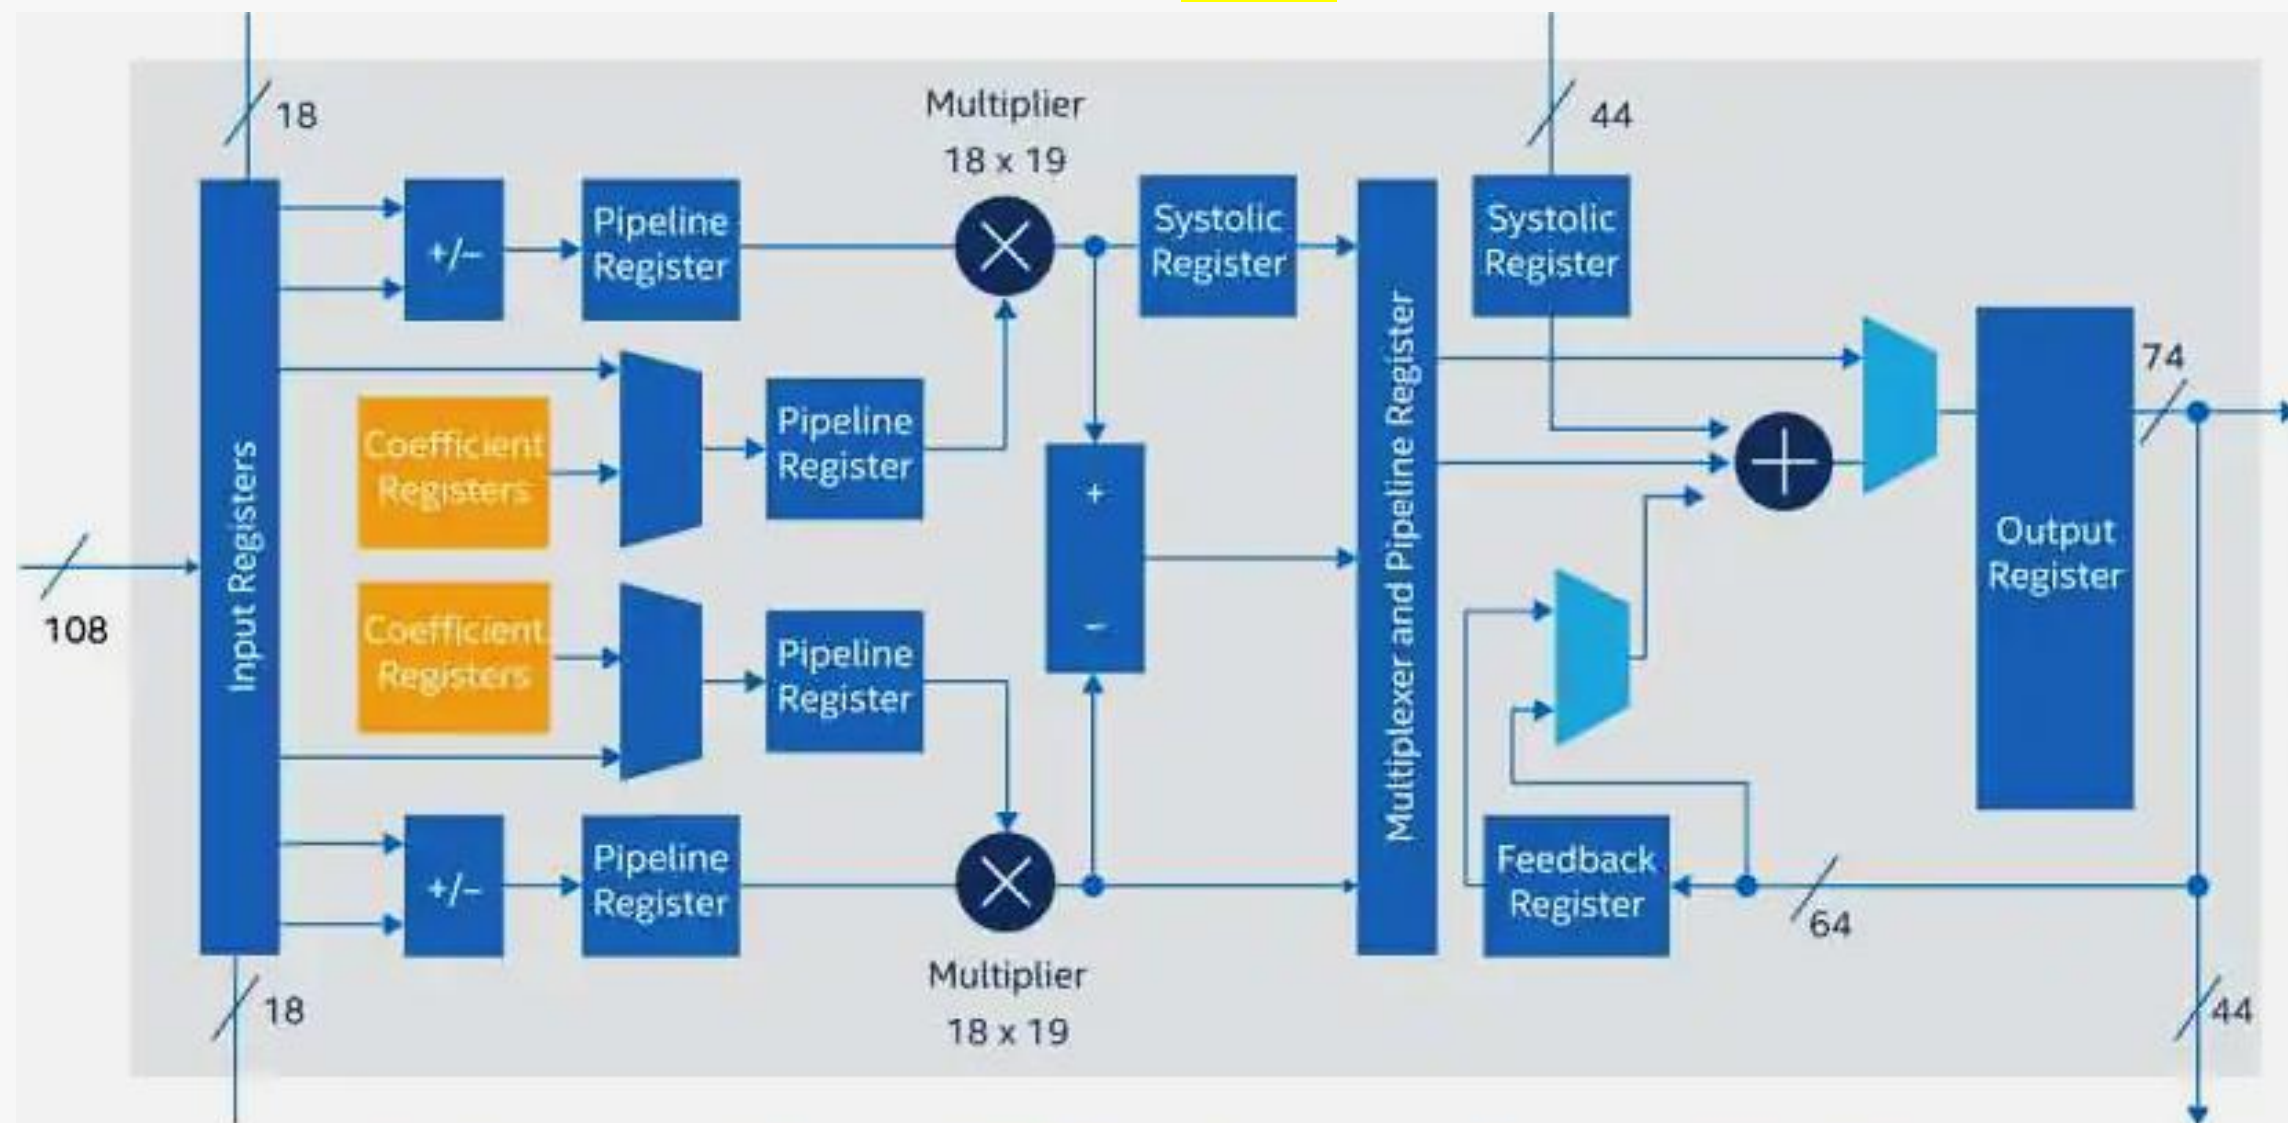 18
44
Multiplier
18 x 19
+/−
Pipeline
Register
Systolic
Register
Systolic
Register
Coefficient
Registers
Pipeline
Register
+
−
Multiplexer and Pipeline Register
74
Output
Register
Input Registers
108
Coefficient
Registers
Pipeline
Register
+/−
Pipeline
Register
Feedback
Register
64
Multiplier
18 x 19
18
44